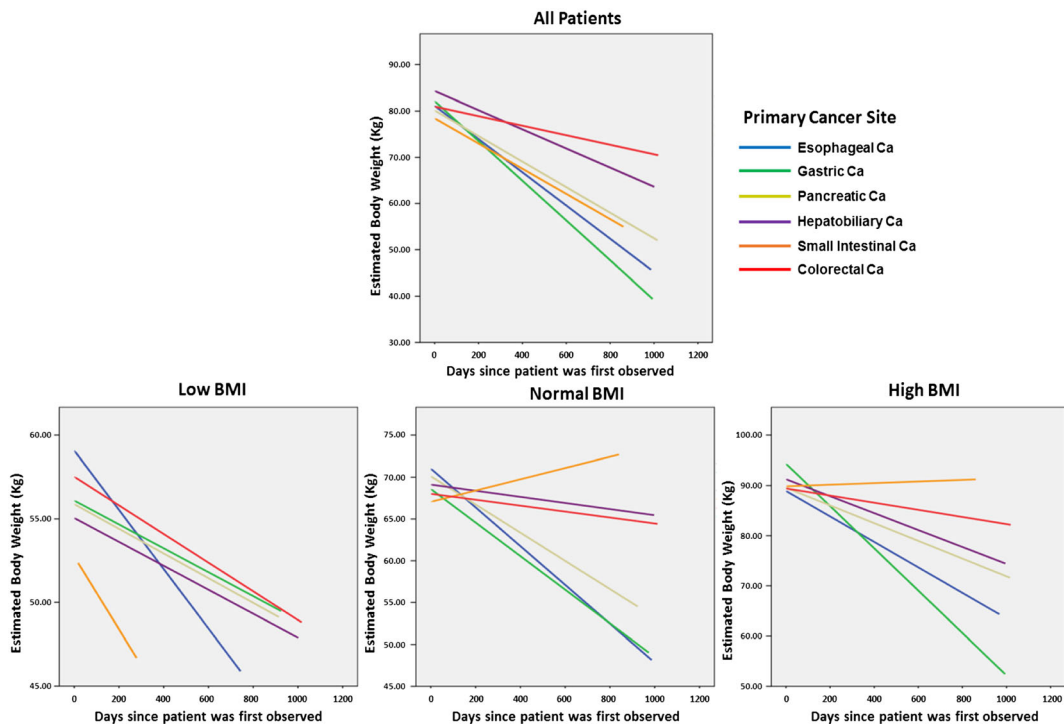 All Patients
Estimated Body Weight (Kg)
90.00
80.00
70.00
60.00
50.00
40.00
30.00
0 200 400 600 800 1000 1200
Days since patient was first observed
Primary Cancer Site
Esophageal Ca
Gastric Ca
Pancreatic Ca
Hepatobiliary Ca
Small Intestinal Ca
Colorectal Ca
Low BMI
Estimated Body Weight (Kg)
60.00
55.00
50.00
45.00
0 200 400 600 800 1000 1200
Days since patient was first observed
Normal BMI
Estimated Body Weight (Kg)
75.00
70.00
65.00
60.00
55.00
50.00
45.00
0 200 400 600 800 1000 1200
Days since patient was first observed
High BMI
Estimated Body Weight (Kg)
100.00
90.00
80.00
70.00
60.00
50.00
0 200 400 600 800 1000 1200
Days since patient was first observed